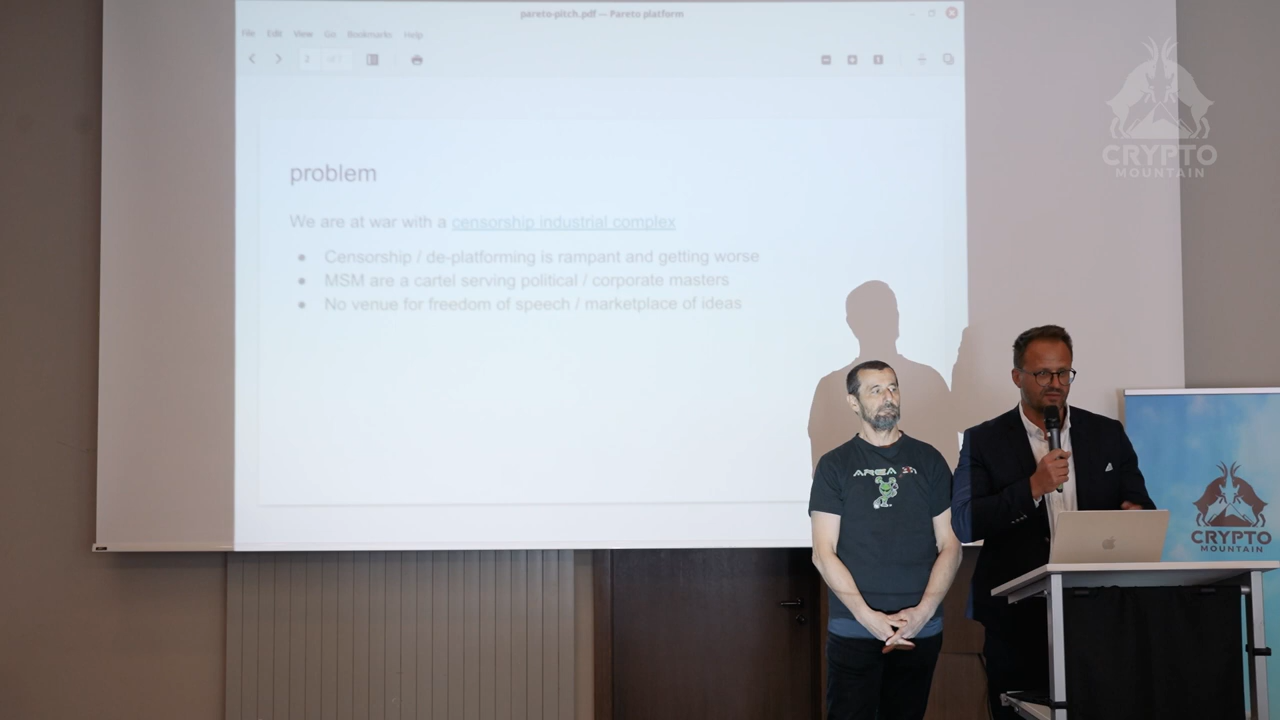 pareto-pitch.pdf — Pareto platform
File Edit View Go Bookmarks Help
2
problem
We are at war with a censorship industrial complex
● Censorship / de-platforming is rampant and getting worse
● MSM are a cartel serving political / corporate masters
● No venue for freedom of speech / marketplace of ideas
CRYPTO
MOUNTAIN
AREA
CRYPTO
MOUNTAIN